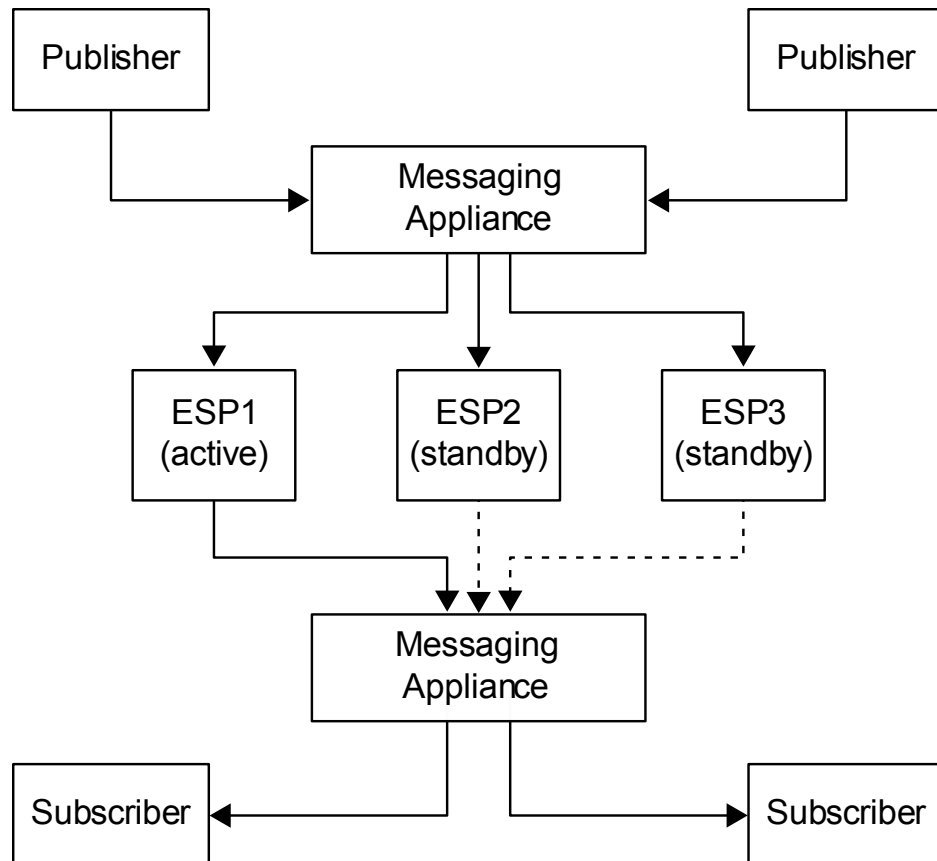 Publisher
Publisher
Messaging
Appliance
ESP1
(active)
ESP2
(standby)
ESP3
(standby)
Messaging
Appliance
Subscriber
Subscriber